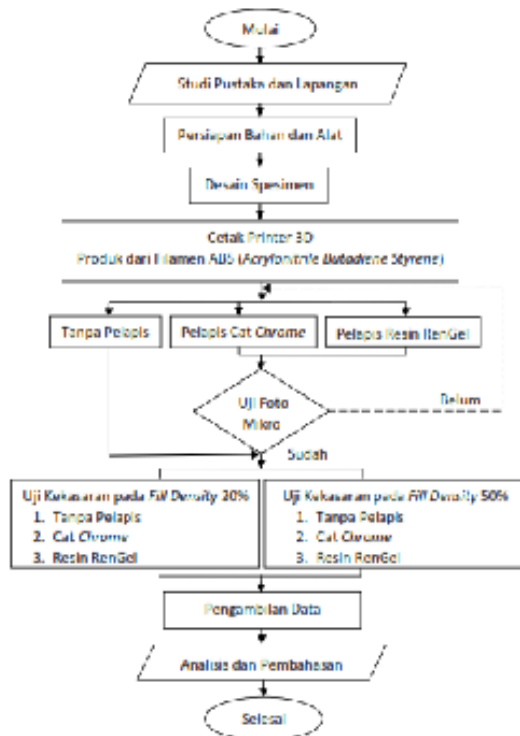 Mulai
Studi Pustaka dan Lapangan
Persiapan Bahan dan Alat
Desain Spesimen
Cetak Printer 3D
Produk dari Filamen ABS (Acrylonitrile Butadiene Styrene)
Tanpa Pelapis
Pelapis Cat Chrome
Pelapis Resin RenGel
Uji Foto
Mikro
Belum
Sudah
Uji Kekasaran pada Fill Density 20%
1. Tanpa Pelapis
2. Cat Chrome
3. Resin RenGel
Uji Kekasaran pada Fill Density 50%
1. Tanpa Pelapis
2. Cat Chrome
3. Resin RenGel
Pengambilan Data
Analisis dan Pembahasan
Selesai